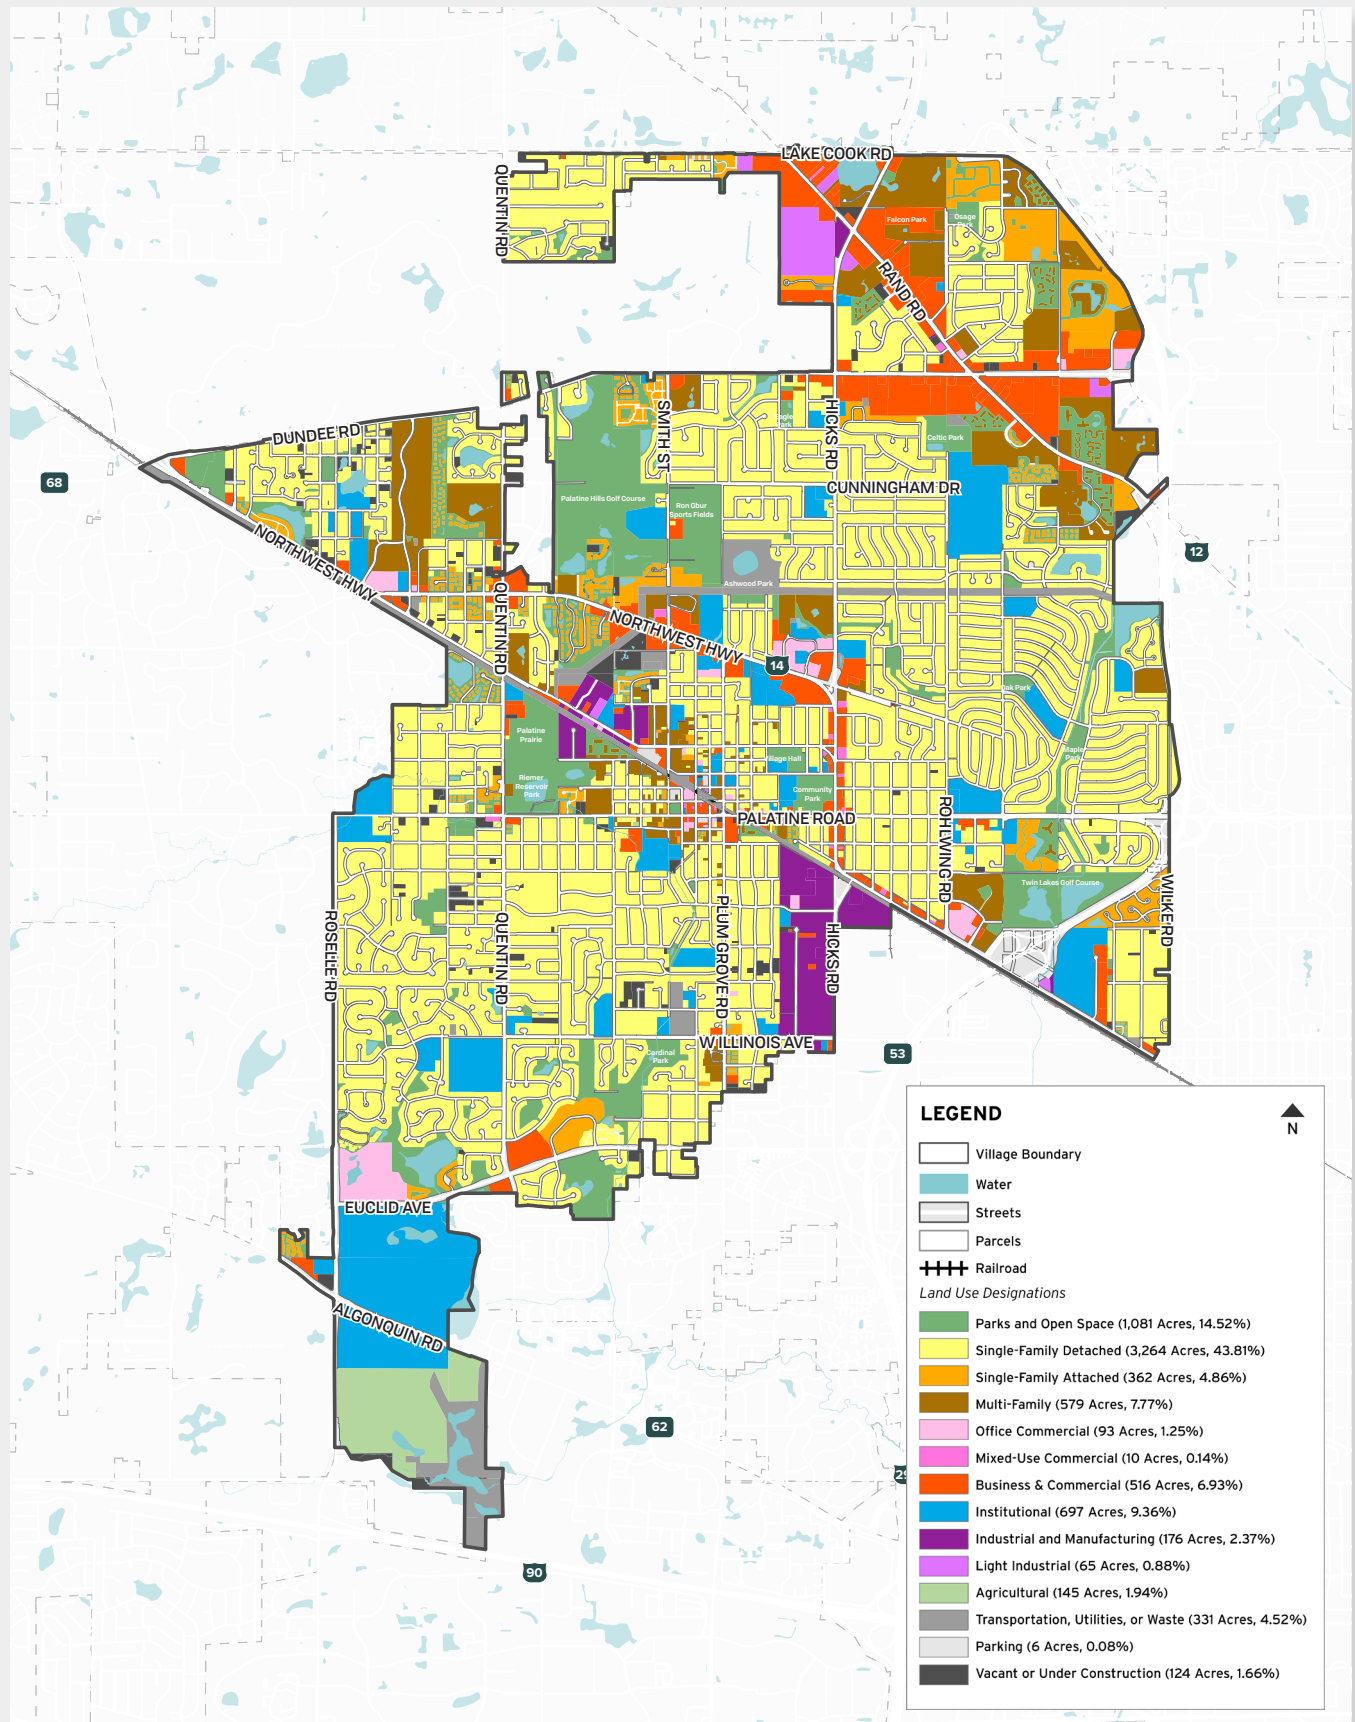 LAKE COOK RD
QUENTIN RD
Falcon Park
Osage
Park
RAND RD
DUNDEE RD
SMITH ST
HICKS RD
Eagle
Park
Celtic Park
68
CUNNINGHAM DR
Palatine Hills Golf Course
Ron Gbur
Sports Fields
NORTHWEST HWY
12
Ashwood Park
QUENTIN RD
NORTHWEST HWY
14
Oak Park
Palatine
Prairie
Maple
Park
Village Hall
Riemer
Reservoir
Park
Community
Park
ROHLWING RD
PALATINE ROAD
Twin Lakes Golf Course
WILKE RD
ROSELLE RD
QUENTIN RD
PLUM GROVE RD
HICKS RD
W ILLINOIS AVE
Cardinal
Park
53
EUCLID AVE
ALGONQUIN RD
62
29
90
LEGEND
N
Village Boundary
Water
Streets
Parcels
Railroad
Land Use Designations
Parks and Open Space (1,081 Acres, 14.52%)
Single-Family Detached (3,264 Acres, 43.81%)
Single-Family Attached (362 Acres, 4.86%)
Multi-Family (579 Acres, 7.77%)
Office Commercial (93 Acres, 1.25%)
Mixed-Use Commercial (10 Acres, 0.14%)
Business & Commercial (516 Acres, 6.93%)
Institutional (697 Acres, 9.36%)
Industrial and Manufacturing (176 Acres, 2.37%)
Light Industrial (65 Acres, 0.88%)
Agricultural (145 Acres, 1.94%)
Transportation, Utilities, or Waste (331 Acres, 4.52%)
Parking (6 Acres, 0.08%)
Vacant or Under Construction (124 Acres, 1.66%)